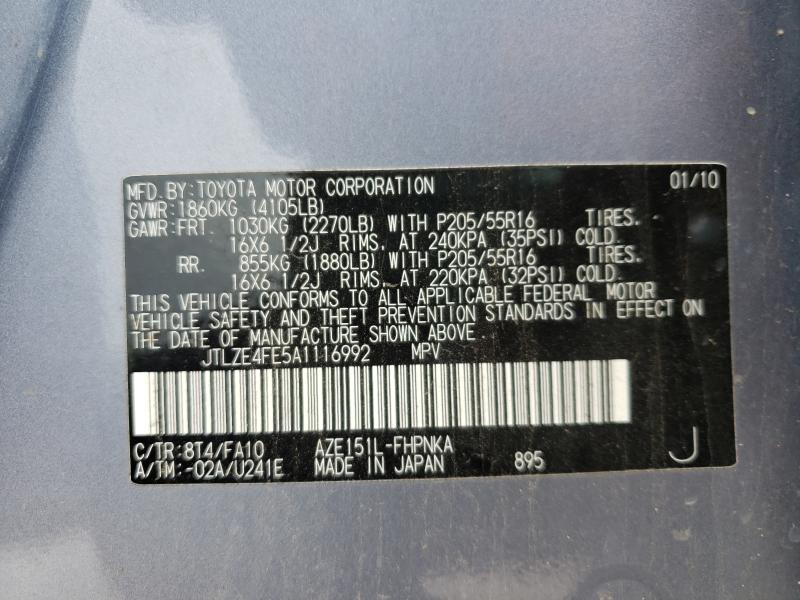 MFD. BY: TOYOTA MOTOR CORPORATION 01/10
GVWR: 1860KG (4105LB)
GAWR: FRT. 1030KG (2270LB) WITH P205/55R16 TIRES.
16X6 1/2J RIMS. AT 240KPA (35PSI) COLD.
RR. 855KG (1880LB) WITH P205/55R16 TIRES.
16X6 1/2J RIMS. AT 220KPA (32PSI) COLD.
THIS VEHICLE CONFORMS TO ALL APPLICABLE FEDERAL MOTOR
VEHICLE SAFETY AND THEFT PREVENTION STANDARDS IN EFFECT ON
THE DATE OF MANUFACTURE SHOWN ABOVE
JTLZE4FE5A1116992 MPV
C/TR: 8T4/FA10 AZE151L-FHPNKA
A/TM: -02A/U241E MADE IN JAPAN 895 J